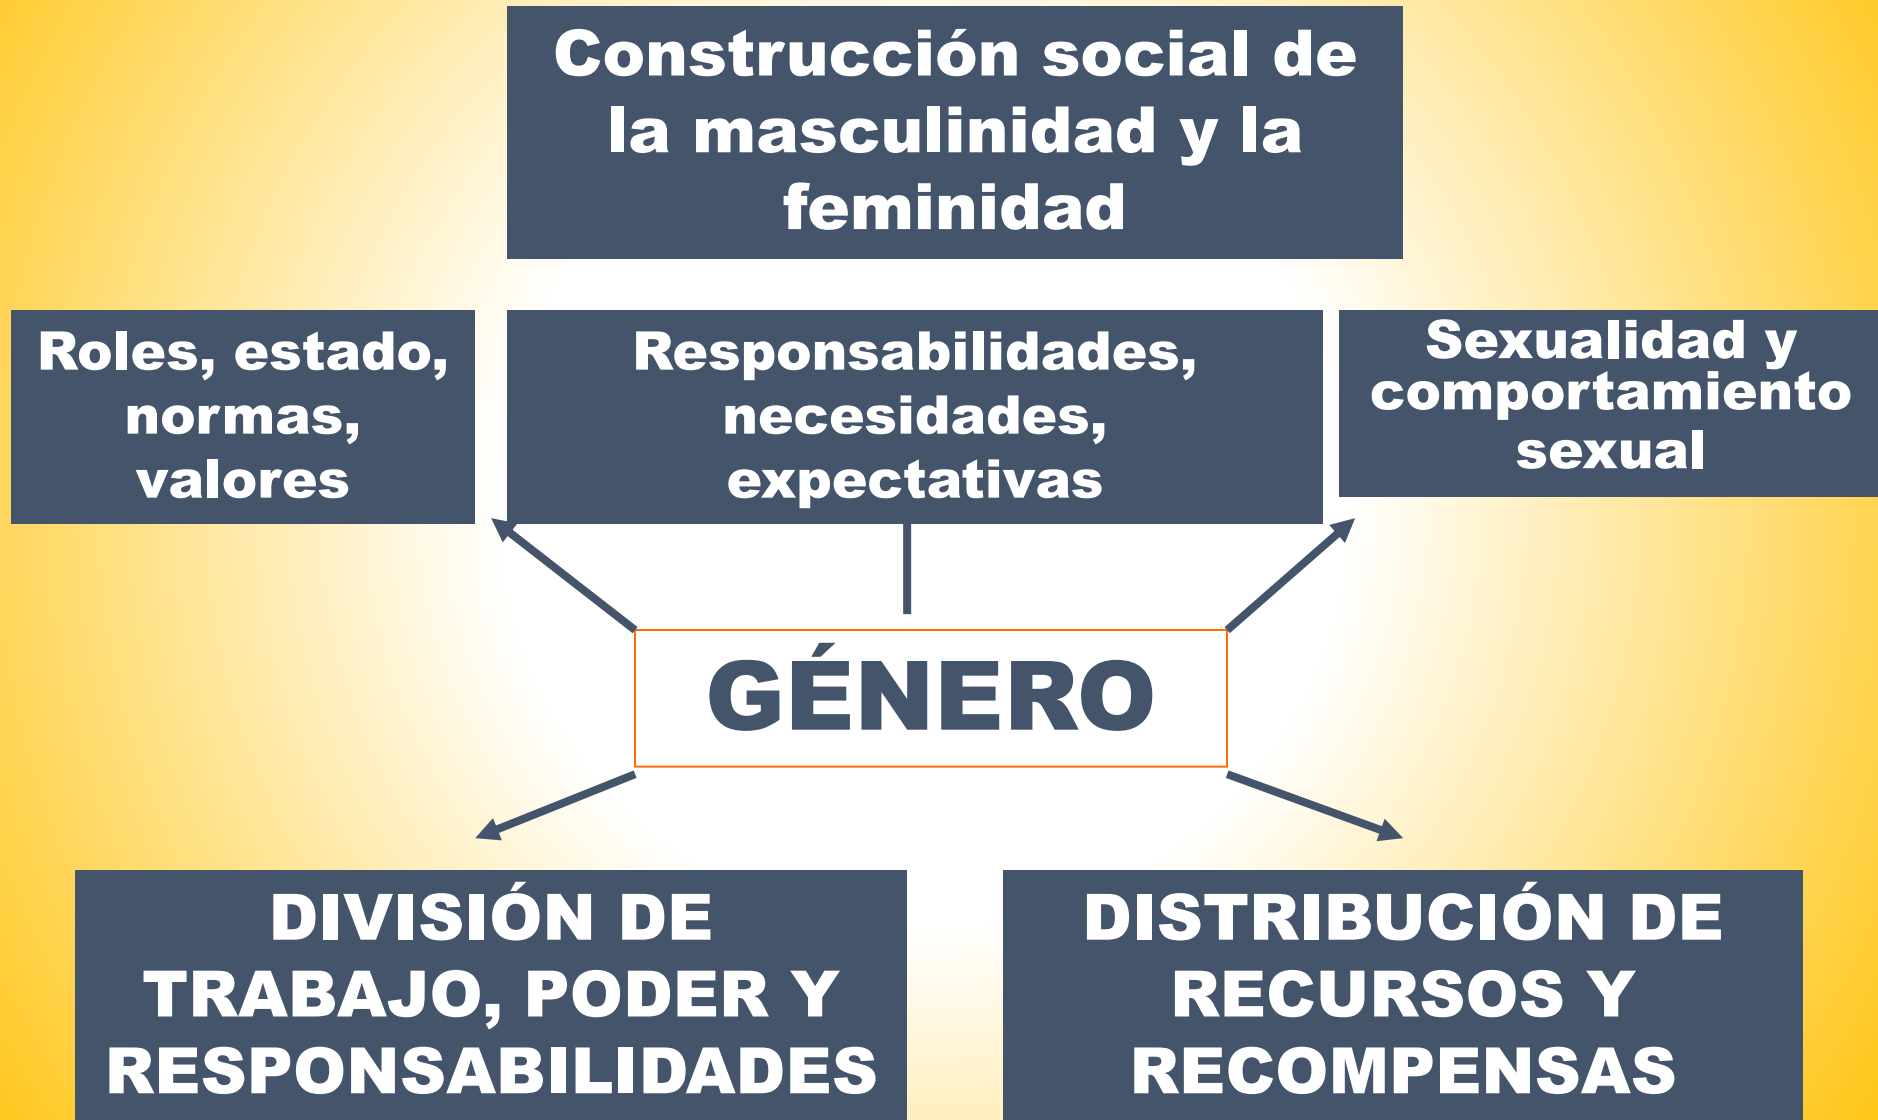 Construcción social de
la masculinidad y la
feminidad
Roles, estado,
normas,
valores
Responsabilidades,
necesidades,
expectativas
Sexualidad y
comportamiento
sexual
GÉNERO
DIVISIÓN DE
TRABAJO, PODER Y
RESPONSABILIDADES
DISTRIBUCIÓN DE
RECURSOS Y
RECOMPENSAS